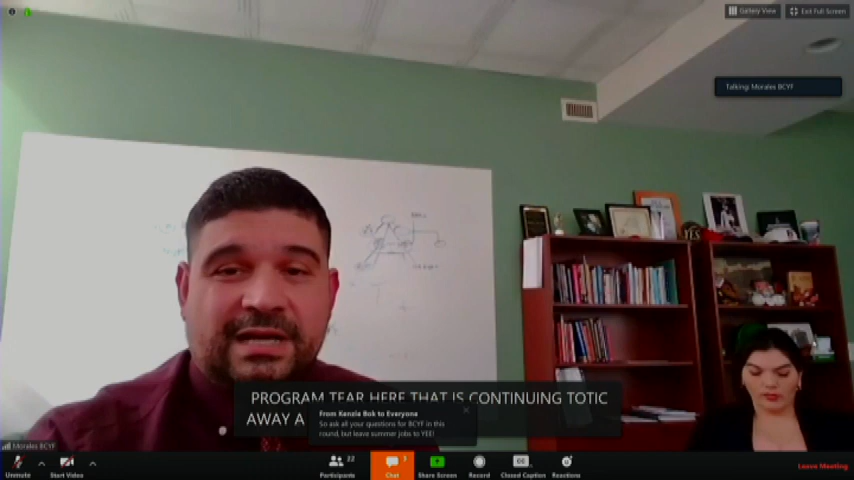 Gallery View
Exit Full Screen
Talking: Morales BCYF
YES
PROGRAM TEAR HERE THAT IS CONTINUING TOTIC
AWAY A
From Kenzie Bok to Everyone
So ask all your questions for BCYF in this
round, but leave summer jobs to YEE!
Morales BCYF
Unmute
Start Video
22
Participants
Chat
Share Screen
Record
Closed Caption
Reactions
Leave Meeting